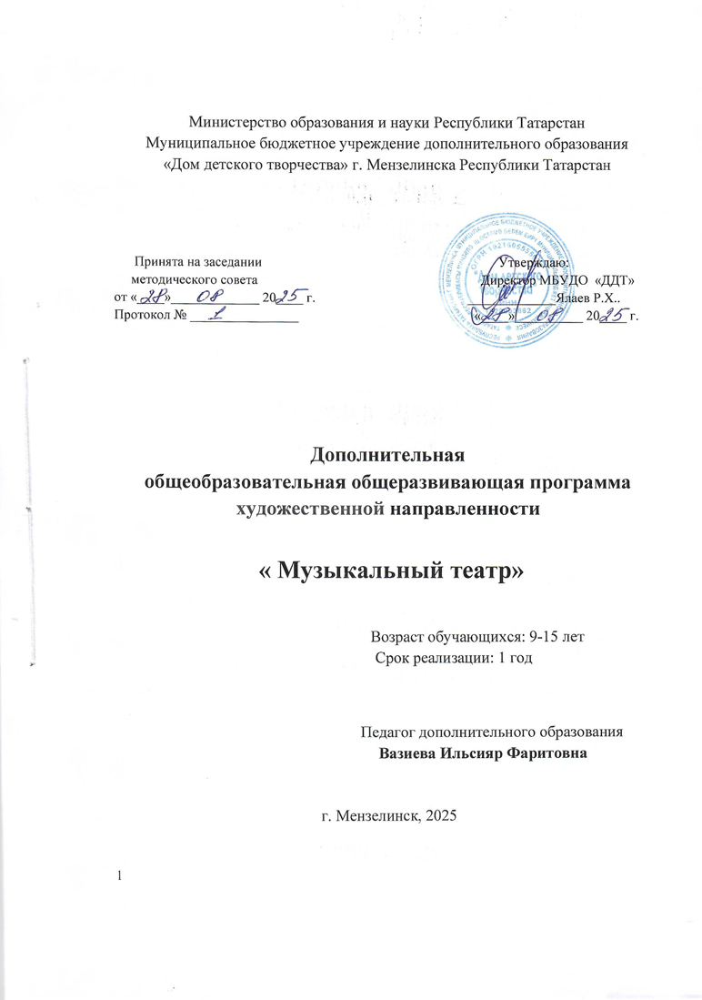 Министерство образования и науки Республики Татарстан
Муниципальное бюджетное учреждение дополнительного образования
«Дом детского творчества» г. Мензелинска Республики Татарстан
Принята на заседании
методического совета
от «28» 08 2025 г.
Протокол № 1
Утверждаю:
Директор МБУДО «ДДТ»
Ялаев Р.Х..
«28» 08 2025 г.
Дополнительная
общеобразовательная общеразвивающая программа
художественной направленности
« Музыкальный театр»
Возраст обучающихся: 9-15 лет
Срок реализации: 1 год
Педагог дополнительного образования
Вазиева Ильсияр Фаритовна
г. Мензелинск, 2025
1